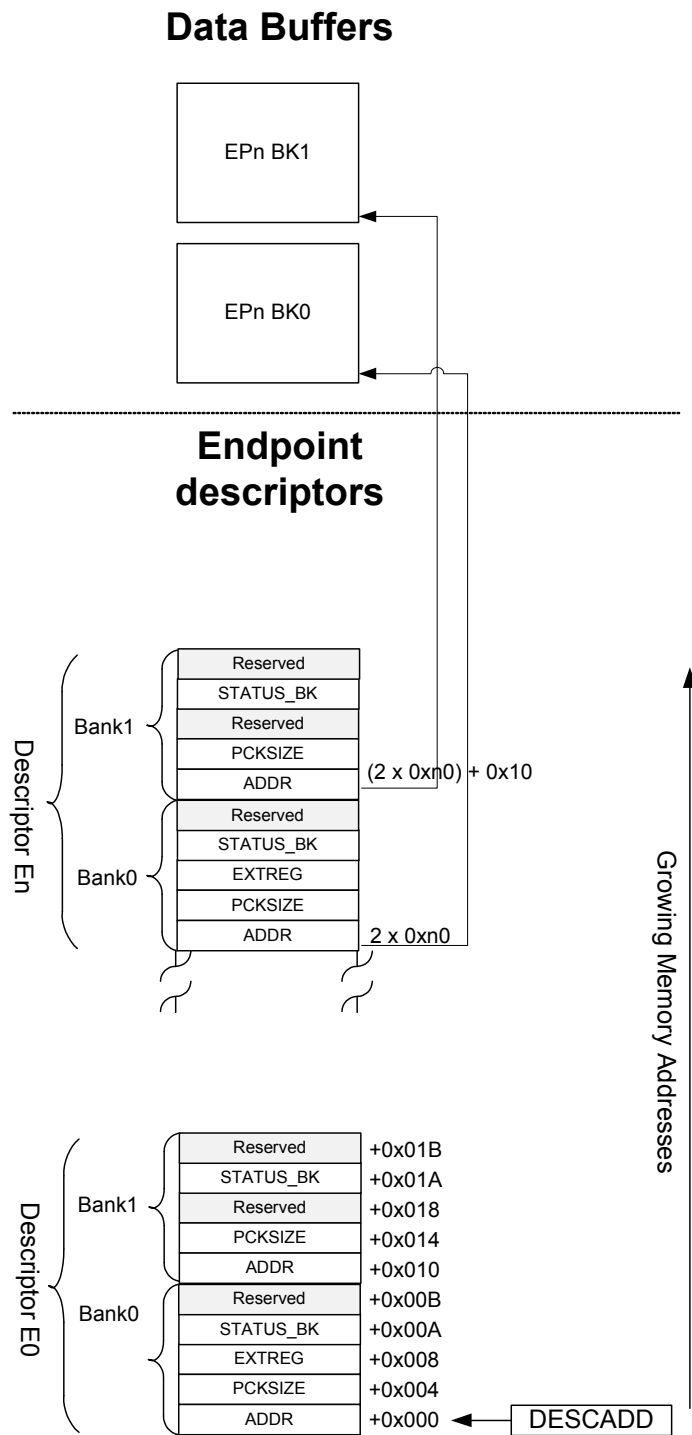 Data Buffers
EPn BK1
EPn BK0
Endpoint
descriptors
Descriptor En
Bank1
Reserved
STATUS_BK
Reserved
PCKSIZE
ADDR
(2 x 0xn0) + 0x10
Bank0
Reserved
STATUS_BK
EXTREG
PCKSIZE
ADDR
2 x 0xn0
Growing Memory Addresses
Descriptor E0
Bank1
Reserved +0x01B
STATUS_BK +0x01A
Reserved +0x018
PCKSIZE +0x014
ADDR +0x010
Bank0
Reserved +0x00B
STATUS_BK +0x00A
EXTREG +0x008
PCKSIZE +0x004
ADDR +0x000
DESCADD